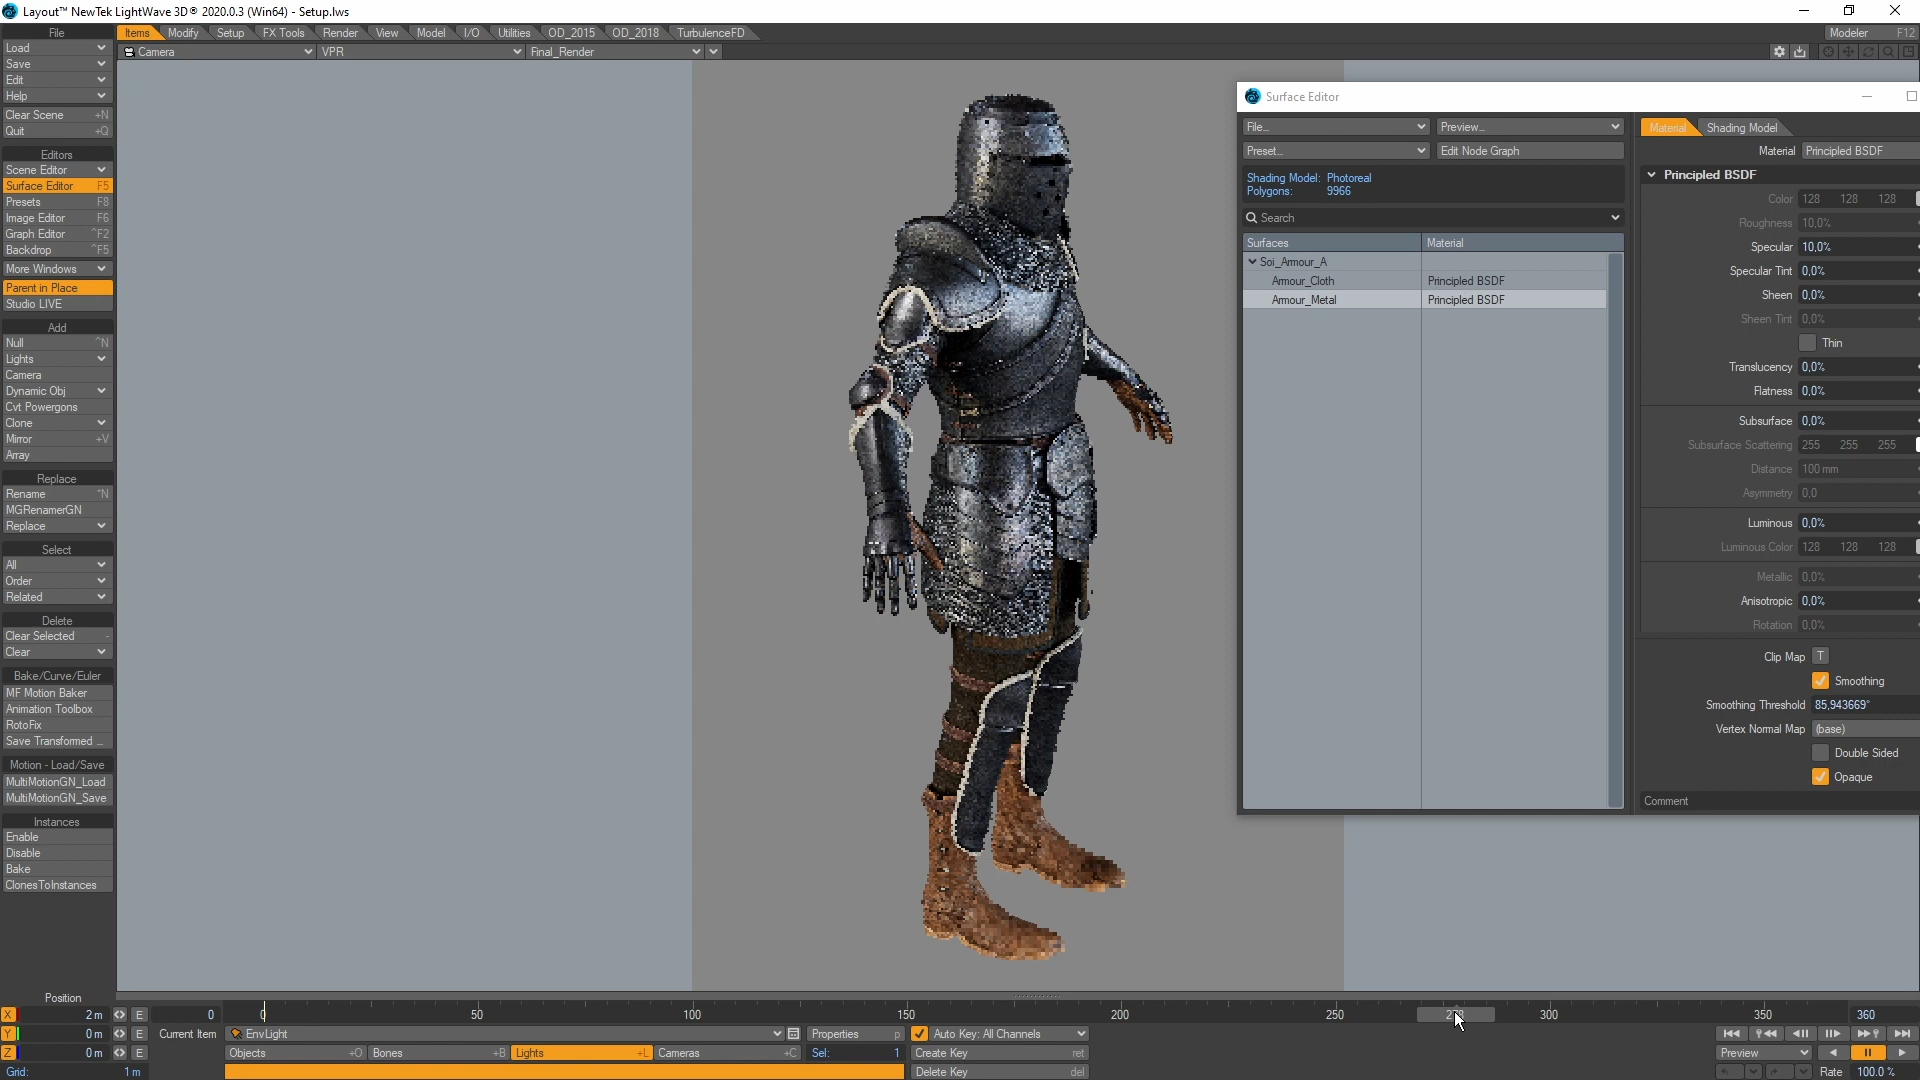 Layout™ NewTek LightWave 3D® 2020.0.3 (Win64) - Setup.lws
File
Items Modify Setup FX Tools Render View Model I/O Utilities OD_2015 OD_2018 TurbulenceFD
Modeler F12
Camera VPR Final_Render
Load
Save
Edit
Help
Clear Scene ^N
Quit ^Q
Editors
Scene Editor
Surface Editor F5
Presets F8
Image Editor F6
Graph Editor ^F2
Backdrop ^F5
More Windows
Parent in Place
Studio LIVE
Add
Null ^N
Lights
Camera
Dynamic Obj
Cvt Powergons
Clone
Mirror +V
Array
Replace
Rename ^N
MGRenamerGN
Replace
Select
All
Order
Related
Delete
Clear Selected -
Clear
Bake/Curve/Euler
MF Motion Baker
Animation Toolbox
RotoFix
Save Transformed ...
Motion - Load/Save
MultiMotionGN_Load
MultiMotionGN_Save
Instances
Enable
Disable
Bake
ClonesToInstances
Surface Editor
File...
Preview...
Preset...
Edit Node Graph
Shading Model: Photoreal
Polygons: 9966
Search
Surfaces Material
Soi_Armour_A
Armour_Cloth Principled BSDF
Armour_Metal Principled BSDF
Material Shading Model
Material Principled BSDF
Principled BSDF
Color 128 128 128
Roughness 10,0%
Specular 10,0%
Specular Tint 0,0%
Sheen 0,0%
Sheen Tint 0,0%
Thin
Translucency 0,0%
Flatness 0,0%
Subsurface 0,0%
Subsurface Scattering 255 255 255
Distance 100 mm
Asymmetry 0,0
Luminous 0,0%
Luminous Color 128 128 128
Metallic 0,0%
Anisotropic 0,0%
Rotation 0,0%
Clip Map T
Smoothing
Smoothing Threshold 85,943669°
Vertex Normal Map (base)
Double Sided
Opaque
Comment
Position
X 2 m E 0 0 50 100 150 200 250 300 350 360
Y 0 m E Current Item EnvLight Properties p Auto Key: All Channels
Z 0 m E Objects +O Bones +B Lights +L Cameras +C Sel: 1 Create Key ret Preview
Grid: 1 m Delete Key del Rate 100.0 %